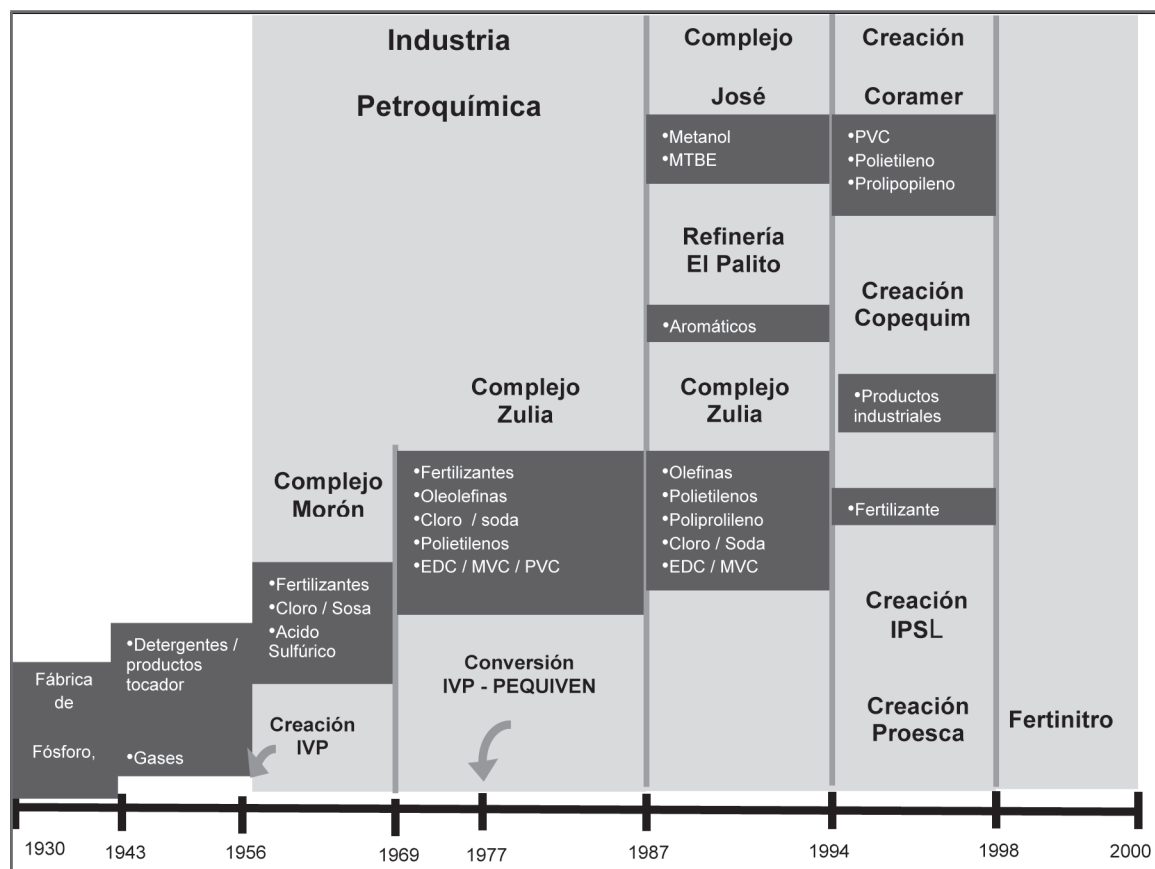 Industria
Petroquímica
Complejo
José
•Metanol
•MTBE
Refinería
El Palito
•Aromáticos
Complejo
Zulia
•Olefinas
•Polietilenos
•Poliprolileno
•Cloro / Soda
•EDC / MVC
Creación
Coramer
•PVC
•Polietileno
•Prolipopileno
Creación
Copequim
•Productos
industriales
•Fertilizante
Creación
IPSL
Creación
Proesca
Fertinitro
Complejo
Zulia
•Fertilizantes
•Oleolefinas
•Cloro / soda
•Polietilenos
•EDC / MVC / PVC
Conversión
IVP - PEQUIVEN
Complejo
Morón
•Fertilizantes
•Cloro / Sosa
•Acido
Sulfúrico
Creación
IVP
•Detergentes /
productos
tocador
•Gases
Fábrica
de
Fósforo,
1930
1943
1956
1969
1977
1987
1994
1998
2000